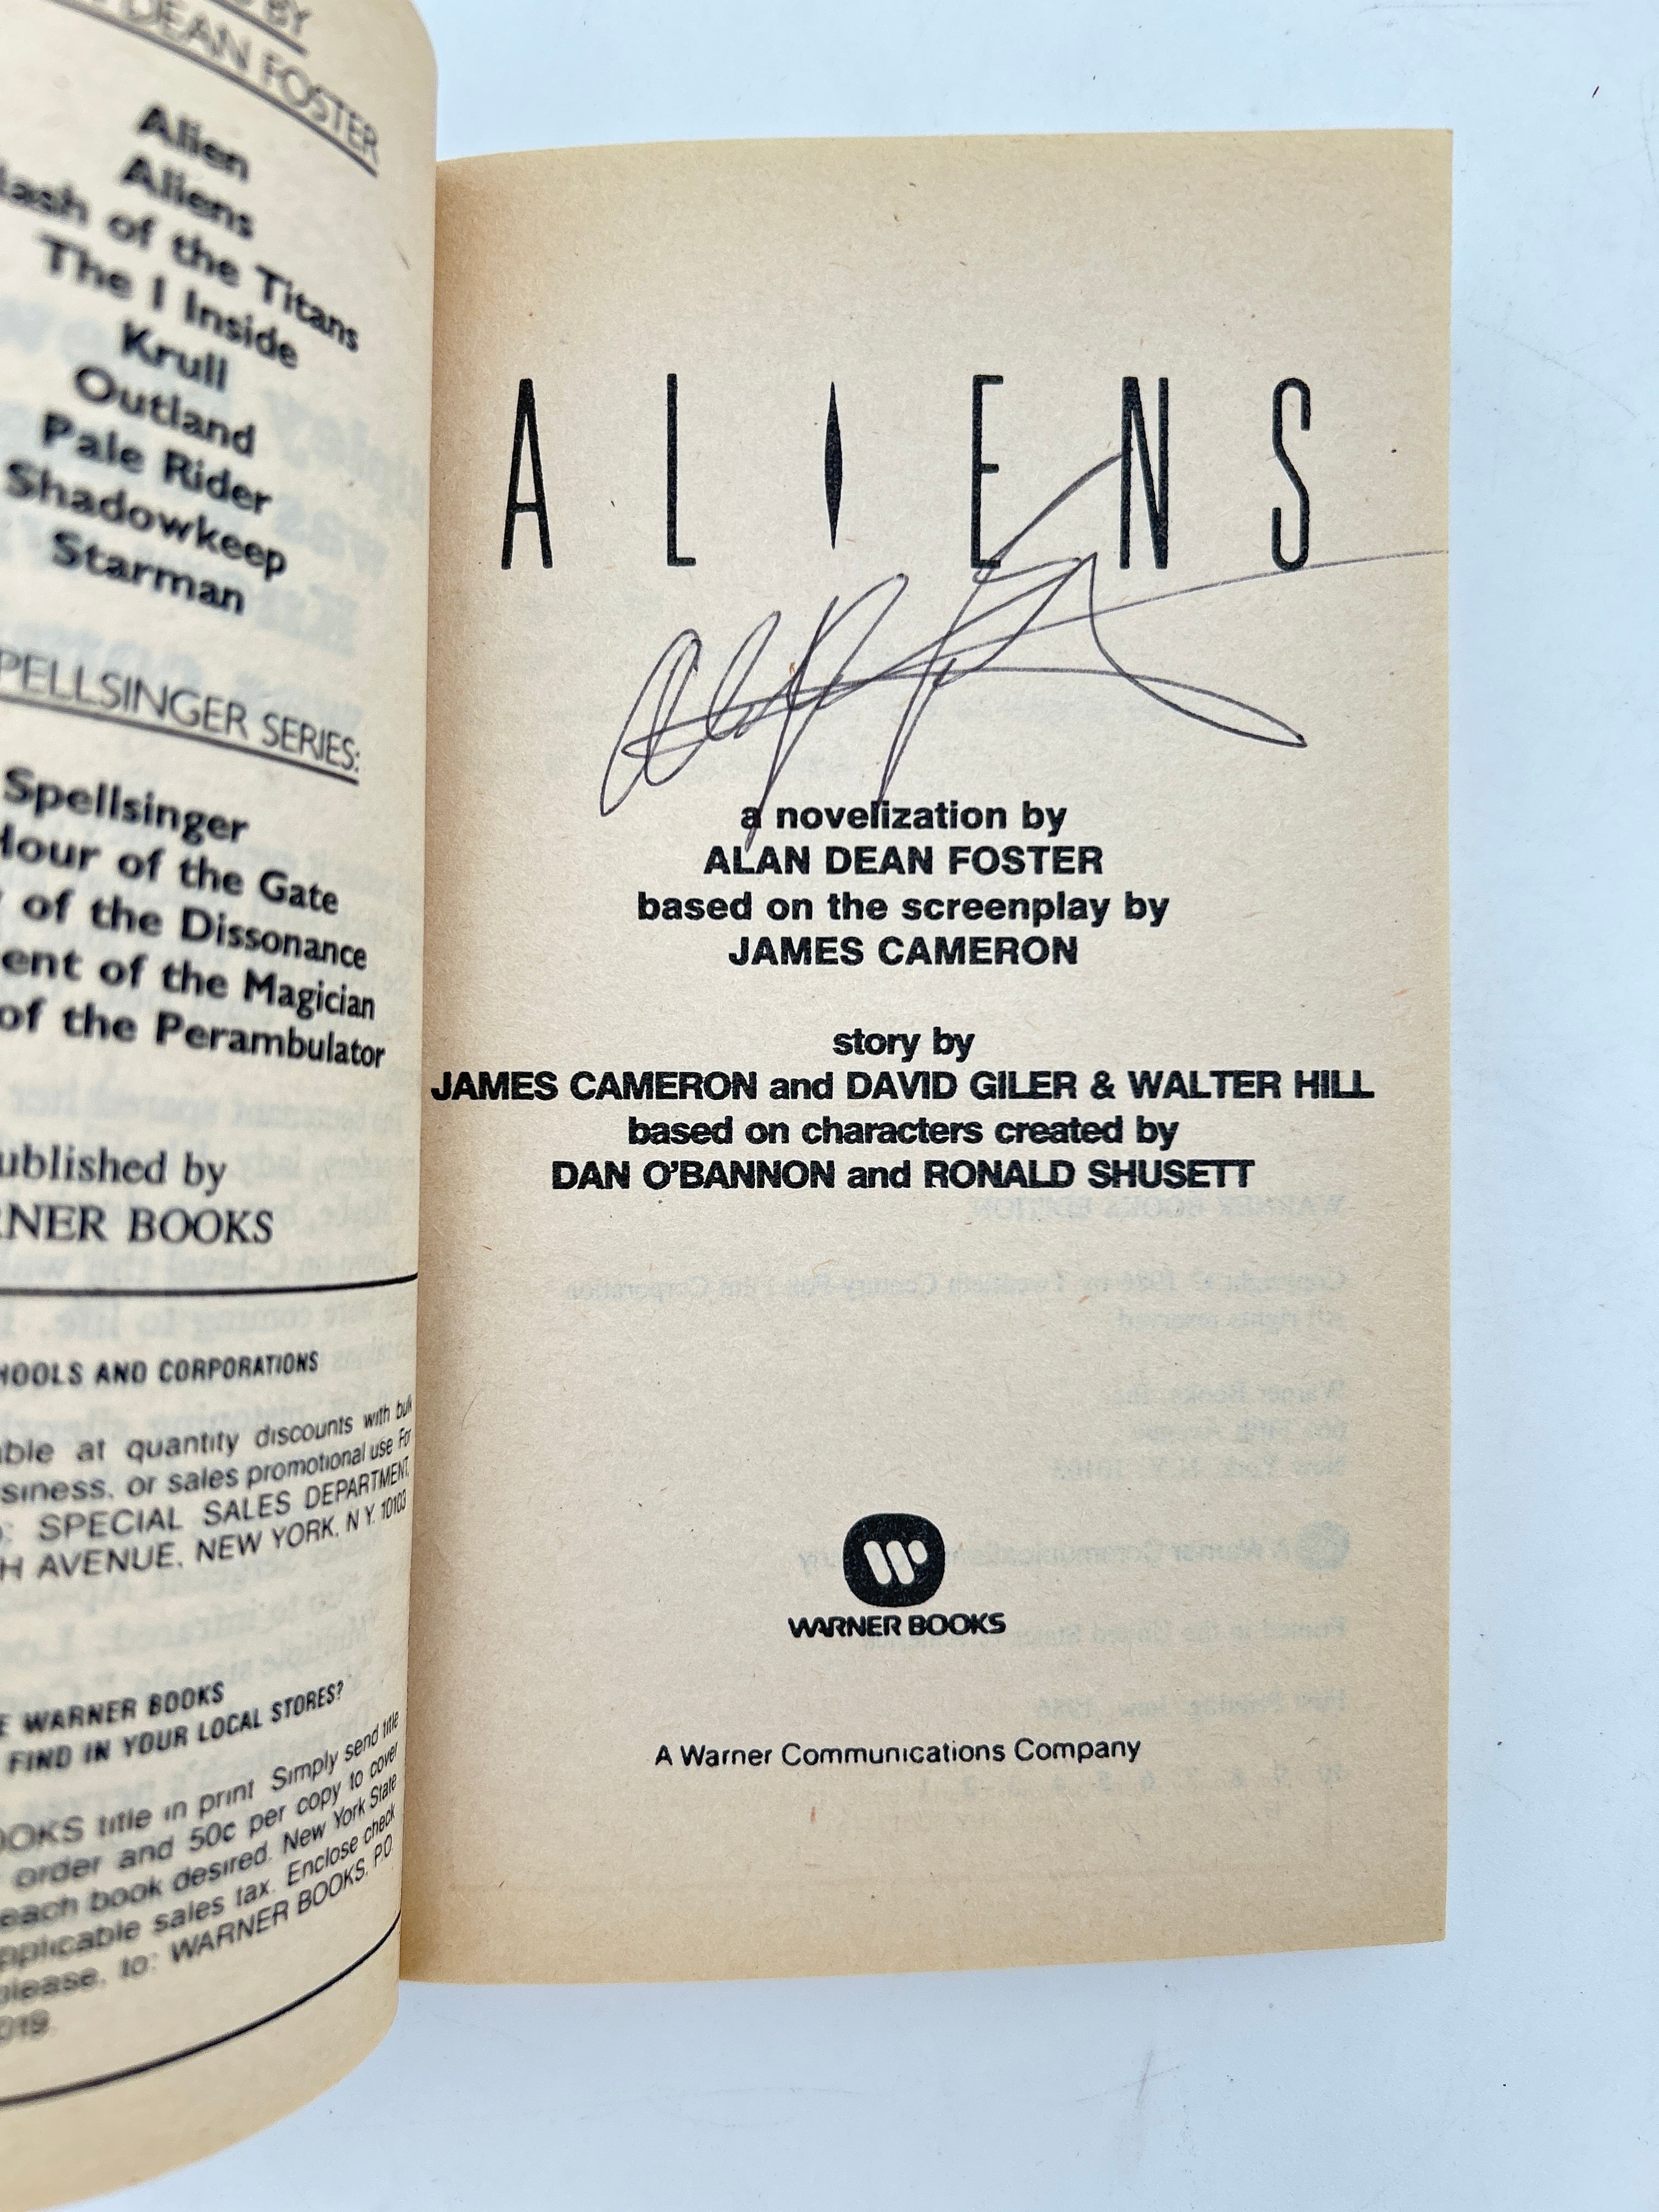 BY
DEAN FOSTER
Alien
Aliens
lash of the Titans
The I Inside
Krull
Outland
Pale Rider
Shadowkeep
Starman
PELLSINGER SERIES:
Spellsinger
Hour of the Gate
of the Dissonance
ent of the Magician
of the Perambulator
ublished by
RNER BOOKS
HOOLS AND CORPORATIONS
able at quantity discounts with bulk
siness, or sales promotional use For
o: SPECIAL SALES DEPARTMENT,
H AVENUE, NEW YORK, N Y. 10103
E WARNER BOOKS
FIND IN YOUR LOCAL STORES?
OOKS title in print Simply send title
order and 50c per copy to cover
each book desired. New York State
pplicable sales tax. Enclose check
please, to: WARNER BOOKS, P.O.
019.
ALIENS
a novelization by
ALAN DEAN FOSTER
based on the screenplay by
JAMES CAMERON
story by
JAMES CAMERON and DAVID GILER & WALTER HILL
based on characters created by
DAN O'BANNON and RONALD SHUSETT
WARNER BOOKS
A Warner Communications Company